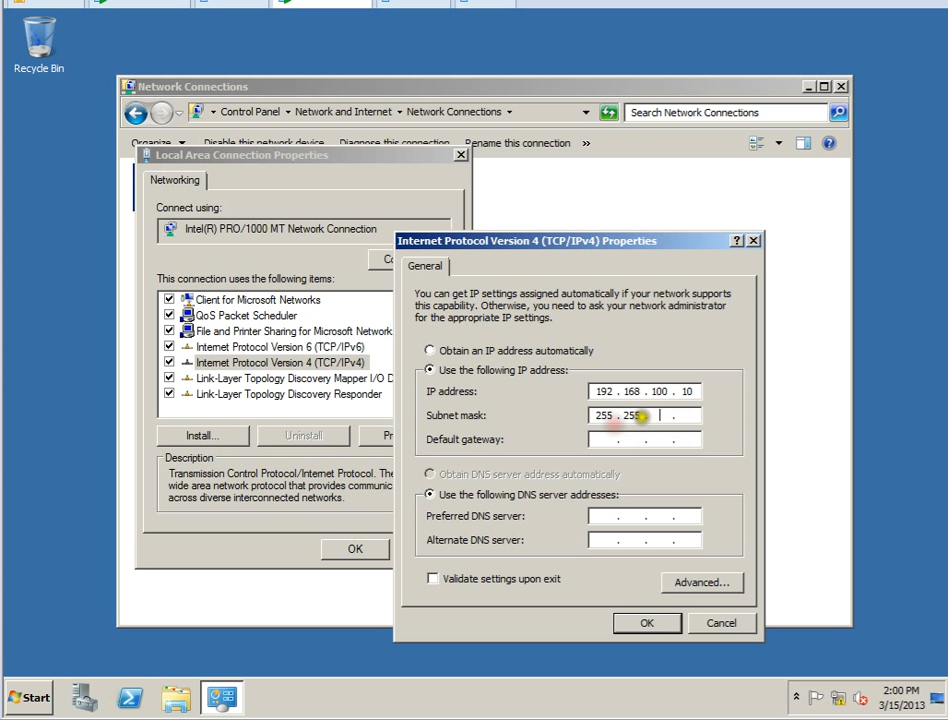 Recycle Bin
Network Connections
Control Panel
Network and Internet
Network Connections
Search Network Connections
Organize
Disable this network device
Diagnose this connection
Rename this connection
»
Local Area Connection Properties
Networking
Connect using:
Intel(R) PRO/1000 MT Network Connection
Co
This connection uses the following items:
Client for Microsoft Networks
QoS Packet Scheduler
File and Printer Sharing for Microsoft Network
Internet Protocol Version 6 (TCP/IPv6)
Internet Protocol Version 4 (TCP/IPv4)
Link-Layer Topology Discovery Mapper I/O D
Link-Layer Topology Discovery Responder
Install...
Uninstall
Pr
Description
Transmission Control Protocol/Internet Protocol. The
wide area network protocol that provides communic
across diverse interconnected networks.
OK
Internet Protocol Version 4 (TCP/IPv4) Properties
General
You can get IP settings assigned automatically if your network supports
this capability. Otherwise, you need to ask your network administrator
for the appropriate IP settings.
Obtain an IP address automatically
Use the following IP address:
IP address: 192 . 168 . 100 . 10
Subnet mask: 255 . 255 . .
Default gateway: . . .
Obtain DNS server address automatically
Use the following DNS server addresses:
Preferred DNS server: . . .
Alternate DNS server: . . .
Validate settings upon exit
Advanced...
OK
Cancel
Start
2:00 PM
3/15/2013